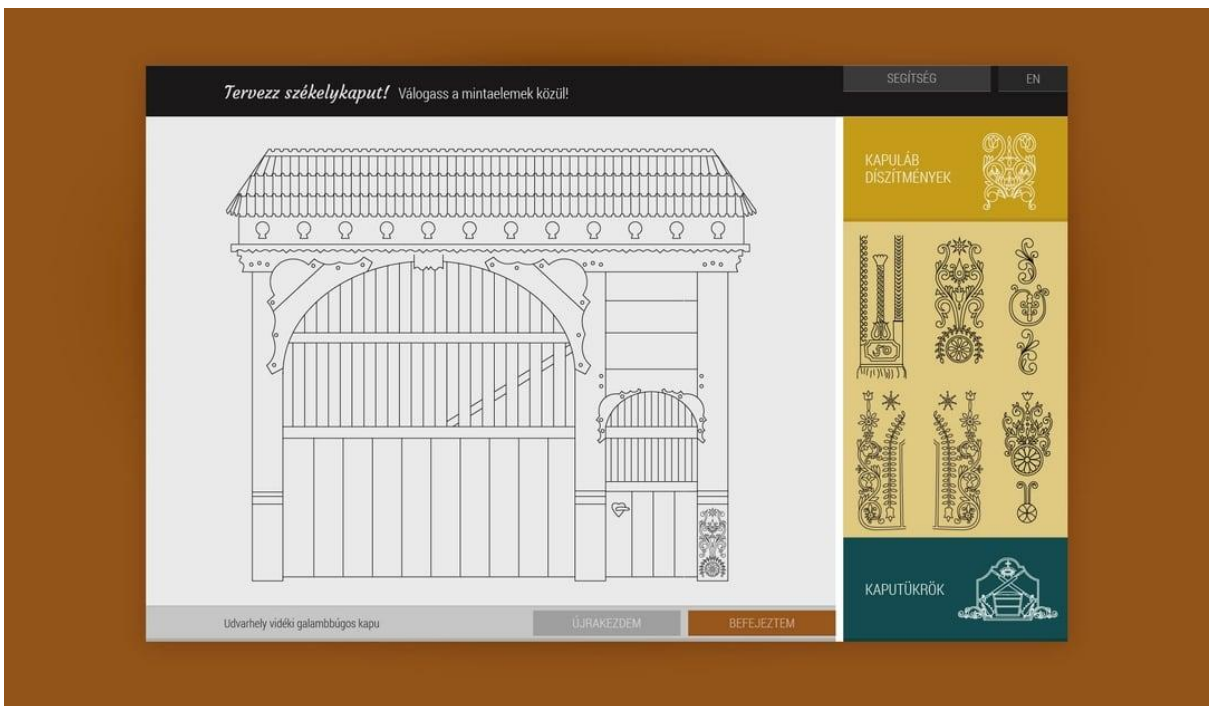 Tervezz székelykaput! Válogass a mintaelemek közül!
SEGÍTSÉG
EN
KAPULÁB
DÍSZÍTMÉNYEK
KAPUTÜKRÖK
Udvarhely vidéki galambbúgos kapu
ÚJRAKEZDEM
BEFEJEZTEM